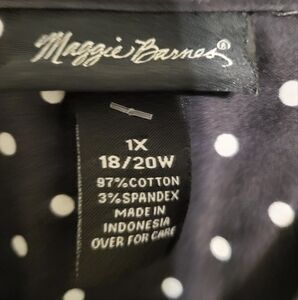 Maggie Barnes®
1X
18/20W
97%COTTON
3%SPANDEX
MADE IN
INDONESIA
OVER FOR CARE